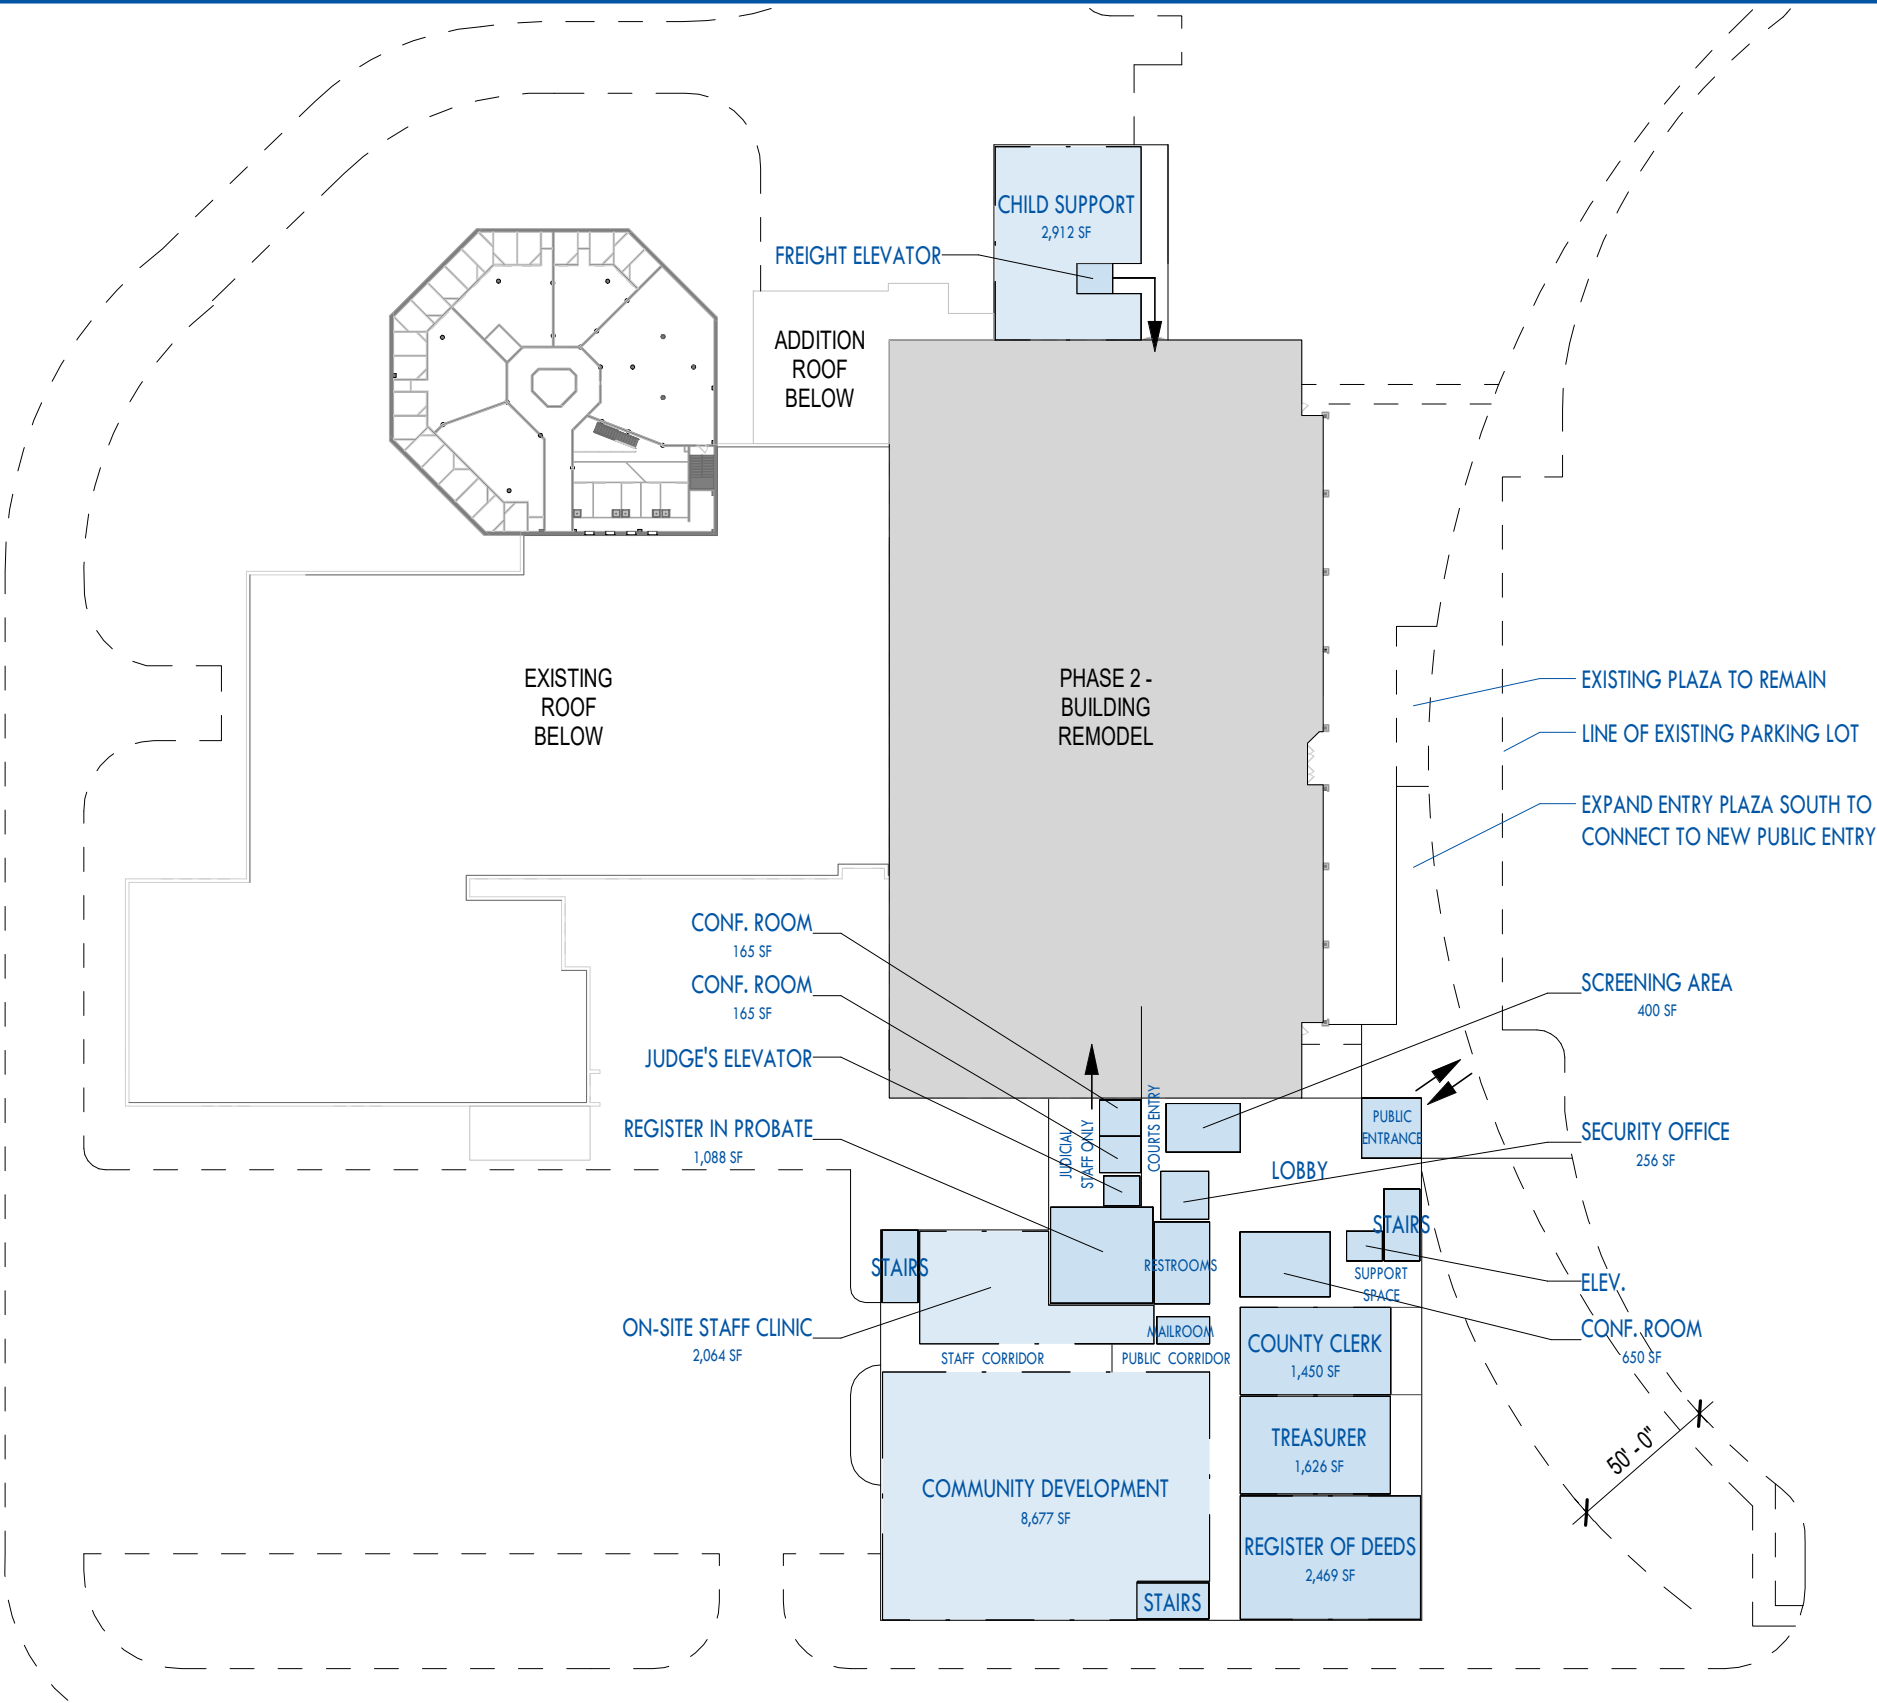 CHILD SUPPORT
2,912 SF
FREIGHT ELEVATOR
ADDITION
ROOF
BELOW
EXISTING
ROOF
BELOW
PHASE 2 -
BUILDING
REMODEL
EXISTING PLAZA TO REMAIN
LINE OF EXISTING PARKING LOT
EXPAND ENTRY PLAZA SOUTH TO
CONNECT TO NEW PUBLIC ENTRY
CONF. ROOM
165 SF
CONF. ROOM
165 SF
JUDGE'S ELEVATOR
REGISTER IN PROBATE
1,088 SF
SCREENING AREA
400 SF
JUDICIAL
STAFF ONLY
COURTS ENTRY
PUBLIC
ENTRANCE
SECURITY OFFICE
256 SF
LOBBY
STAIRS
STAIRS
RESTROOMS
SUPPORT
SPACE
ELEV.
ON-SITE STAFF CLINIC
2,064 SF
MAILROOM
CONF. ROOM
650 SF
STAFF CORRIDOR
PUBLIC CORRIDOR
COUNTY CLERK
1,450 SF
TREASURER
1,626 SF
50' - 0"
COMMUNITY DEVELOPMENT
8,677 SF
REGISTER OF DEEDS
2,469 SF
STAIRS